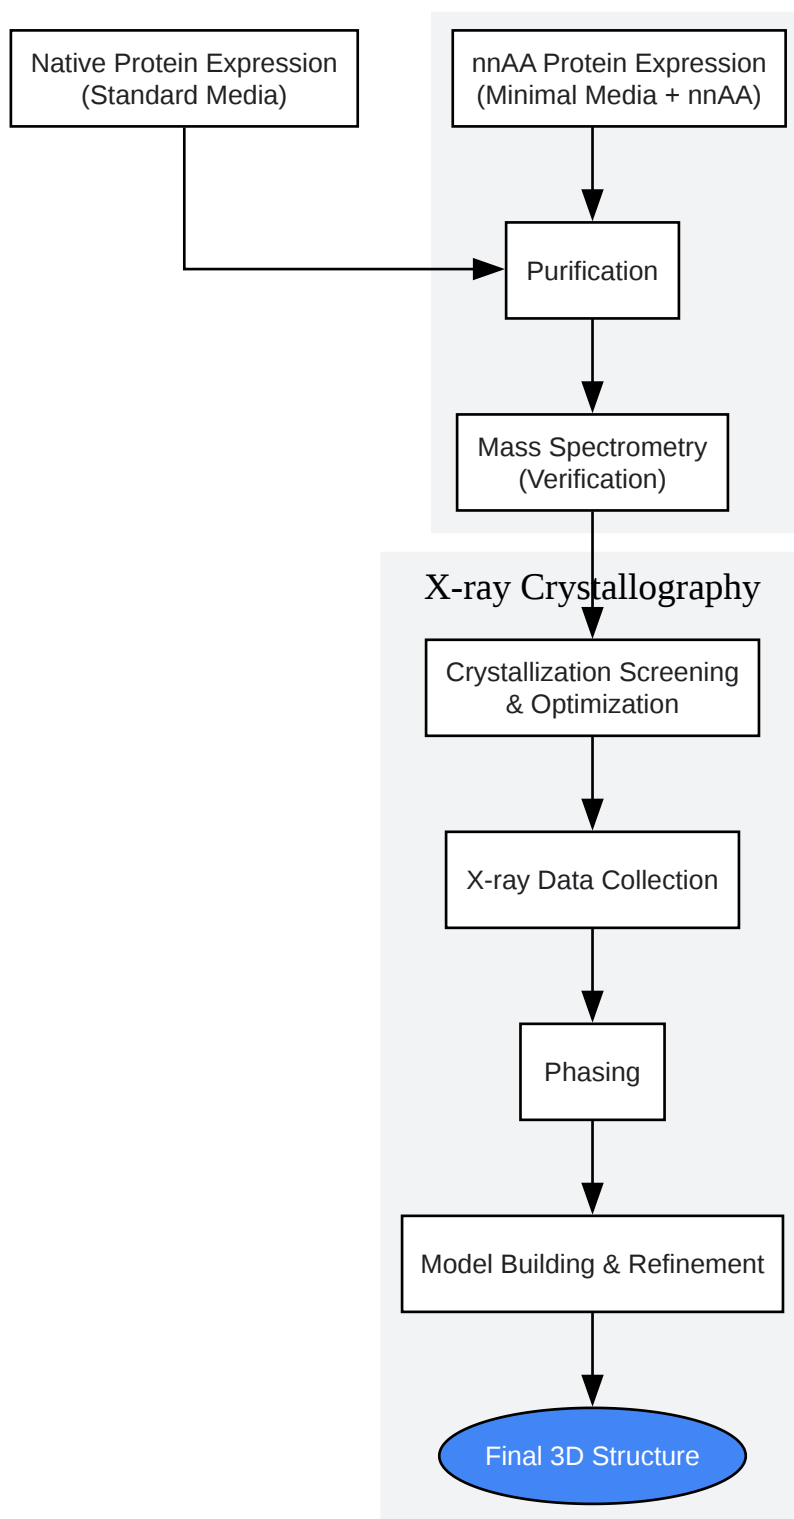 Native Protein Expression
(Standard Media)
nnAA Protein Expression
(Minimal Media + nnAA)
Purification
Mass Spectrometry
(Verification)
X-ray Crystallography
Crystallization Screening
& Optimization
X-ray Data Collection
Phasing
Model Building & Refinement
Final 3D Structure